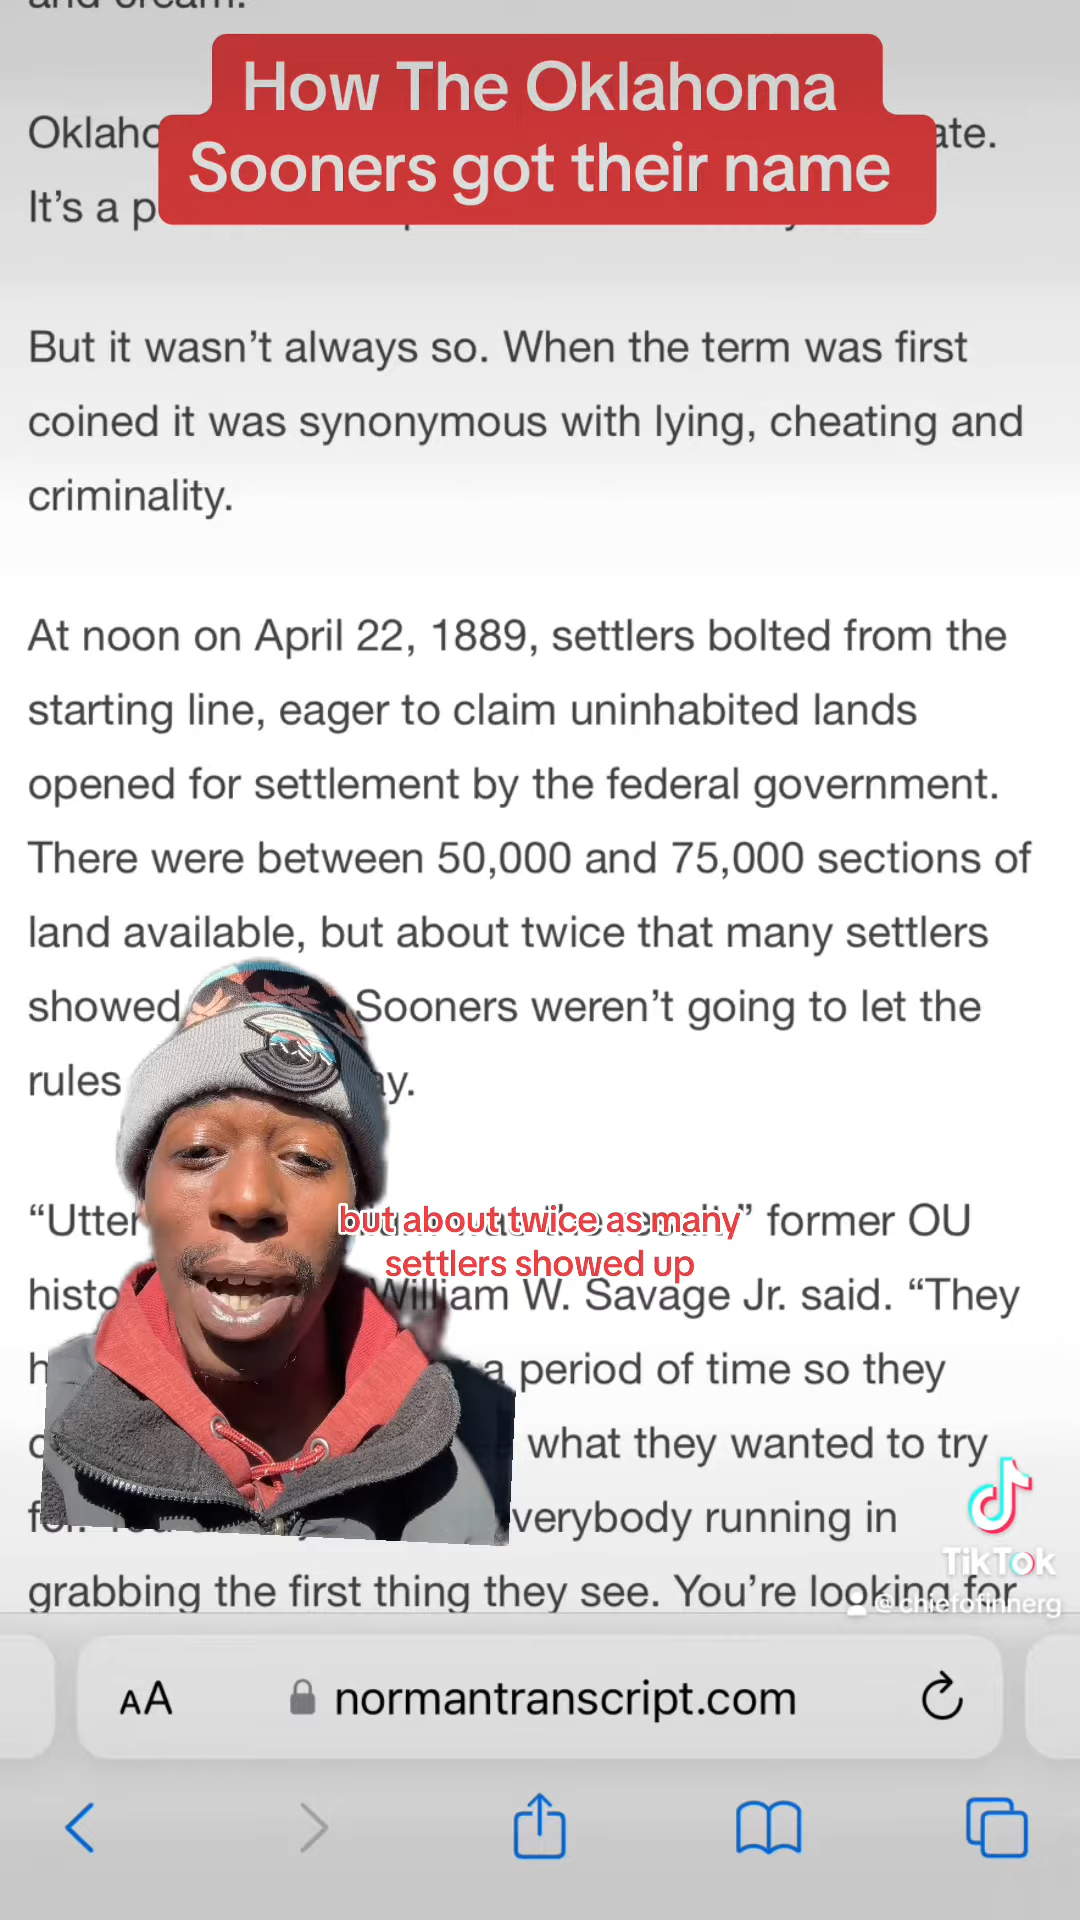 How The Oklahoma
Sooners got their name
ate.
It's a p
But it wasn't always so. When the term was first
coined it was synonymous with lying, cheating and
criminality.
At noon on April 22, 1889, settlers bolted from the
starting line, eager to claim uninhabited lands
opened for settlement by the federal government.
There were between 50,000 and 75,000 sections of
land available, but about twice that many settlers
showed Sooners weren't going to let the
rules ay.
but about twice as many
settlers showed up
“Utter ” former OU
histo William W. Savage Jr. said. “They
h a period of time so they
what they wanted to try
verybody running in
grabbing the first thing they see. You're looking for
TikTok
@chiefofinnerg
AA normantranscript.com